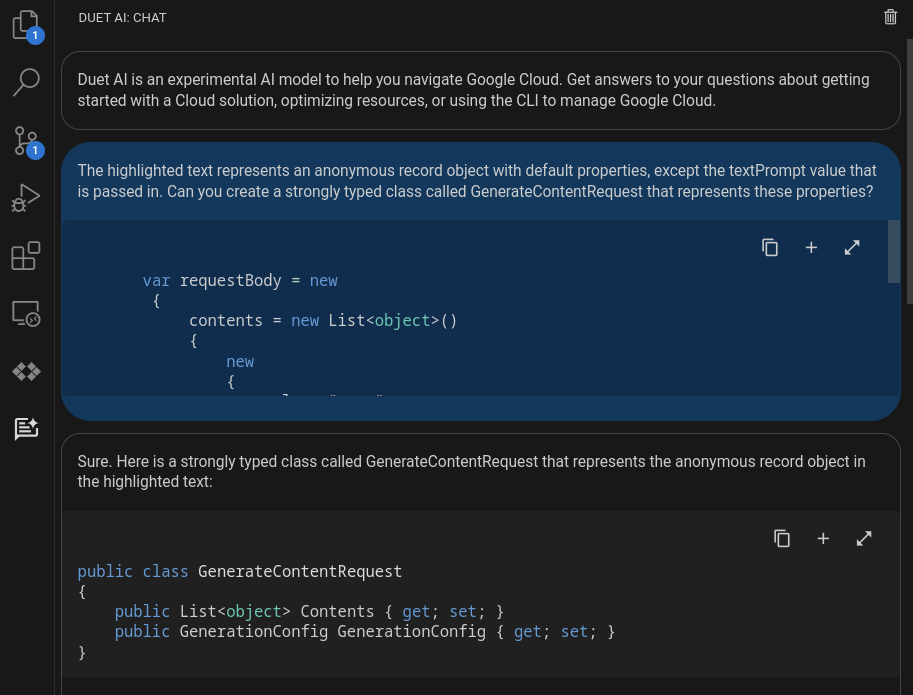 DUET AI: CHAT
1
1
Duet AI is an experimental AI model to help you navigate Google Cloud. Get answers to your questions about getting
started with a Cloud solution, optimizing resources, or using the CLI to manage Google Cloud.
The highlighted text represents an anonymous record object with default properties, except the textPrompt value that
is passed in. Can you create a strongly typed class called GenerateContentRequest that represents these properties?
var requestBody = new
{
contents = new List<object>()
{
new
{
Sure. Here is a strongly typed class called GenerateContentRequest that represents the anonymous record object in
the highlighted text:
public class GenerateContentRequest
{
public List<object> Contents { get; set; }
public GenerationConfig GenerationConfig { get; set; }
}